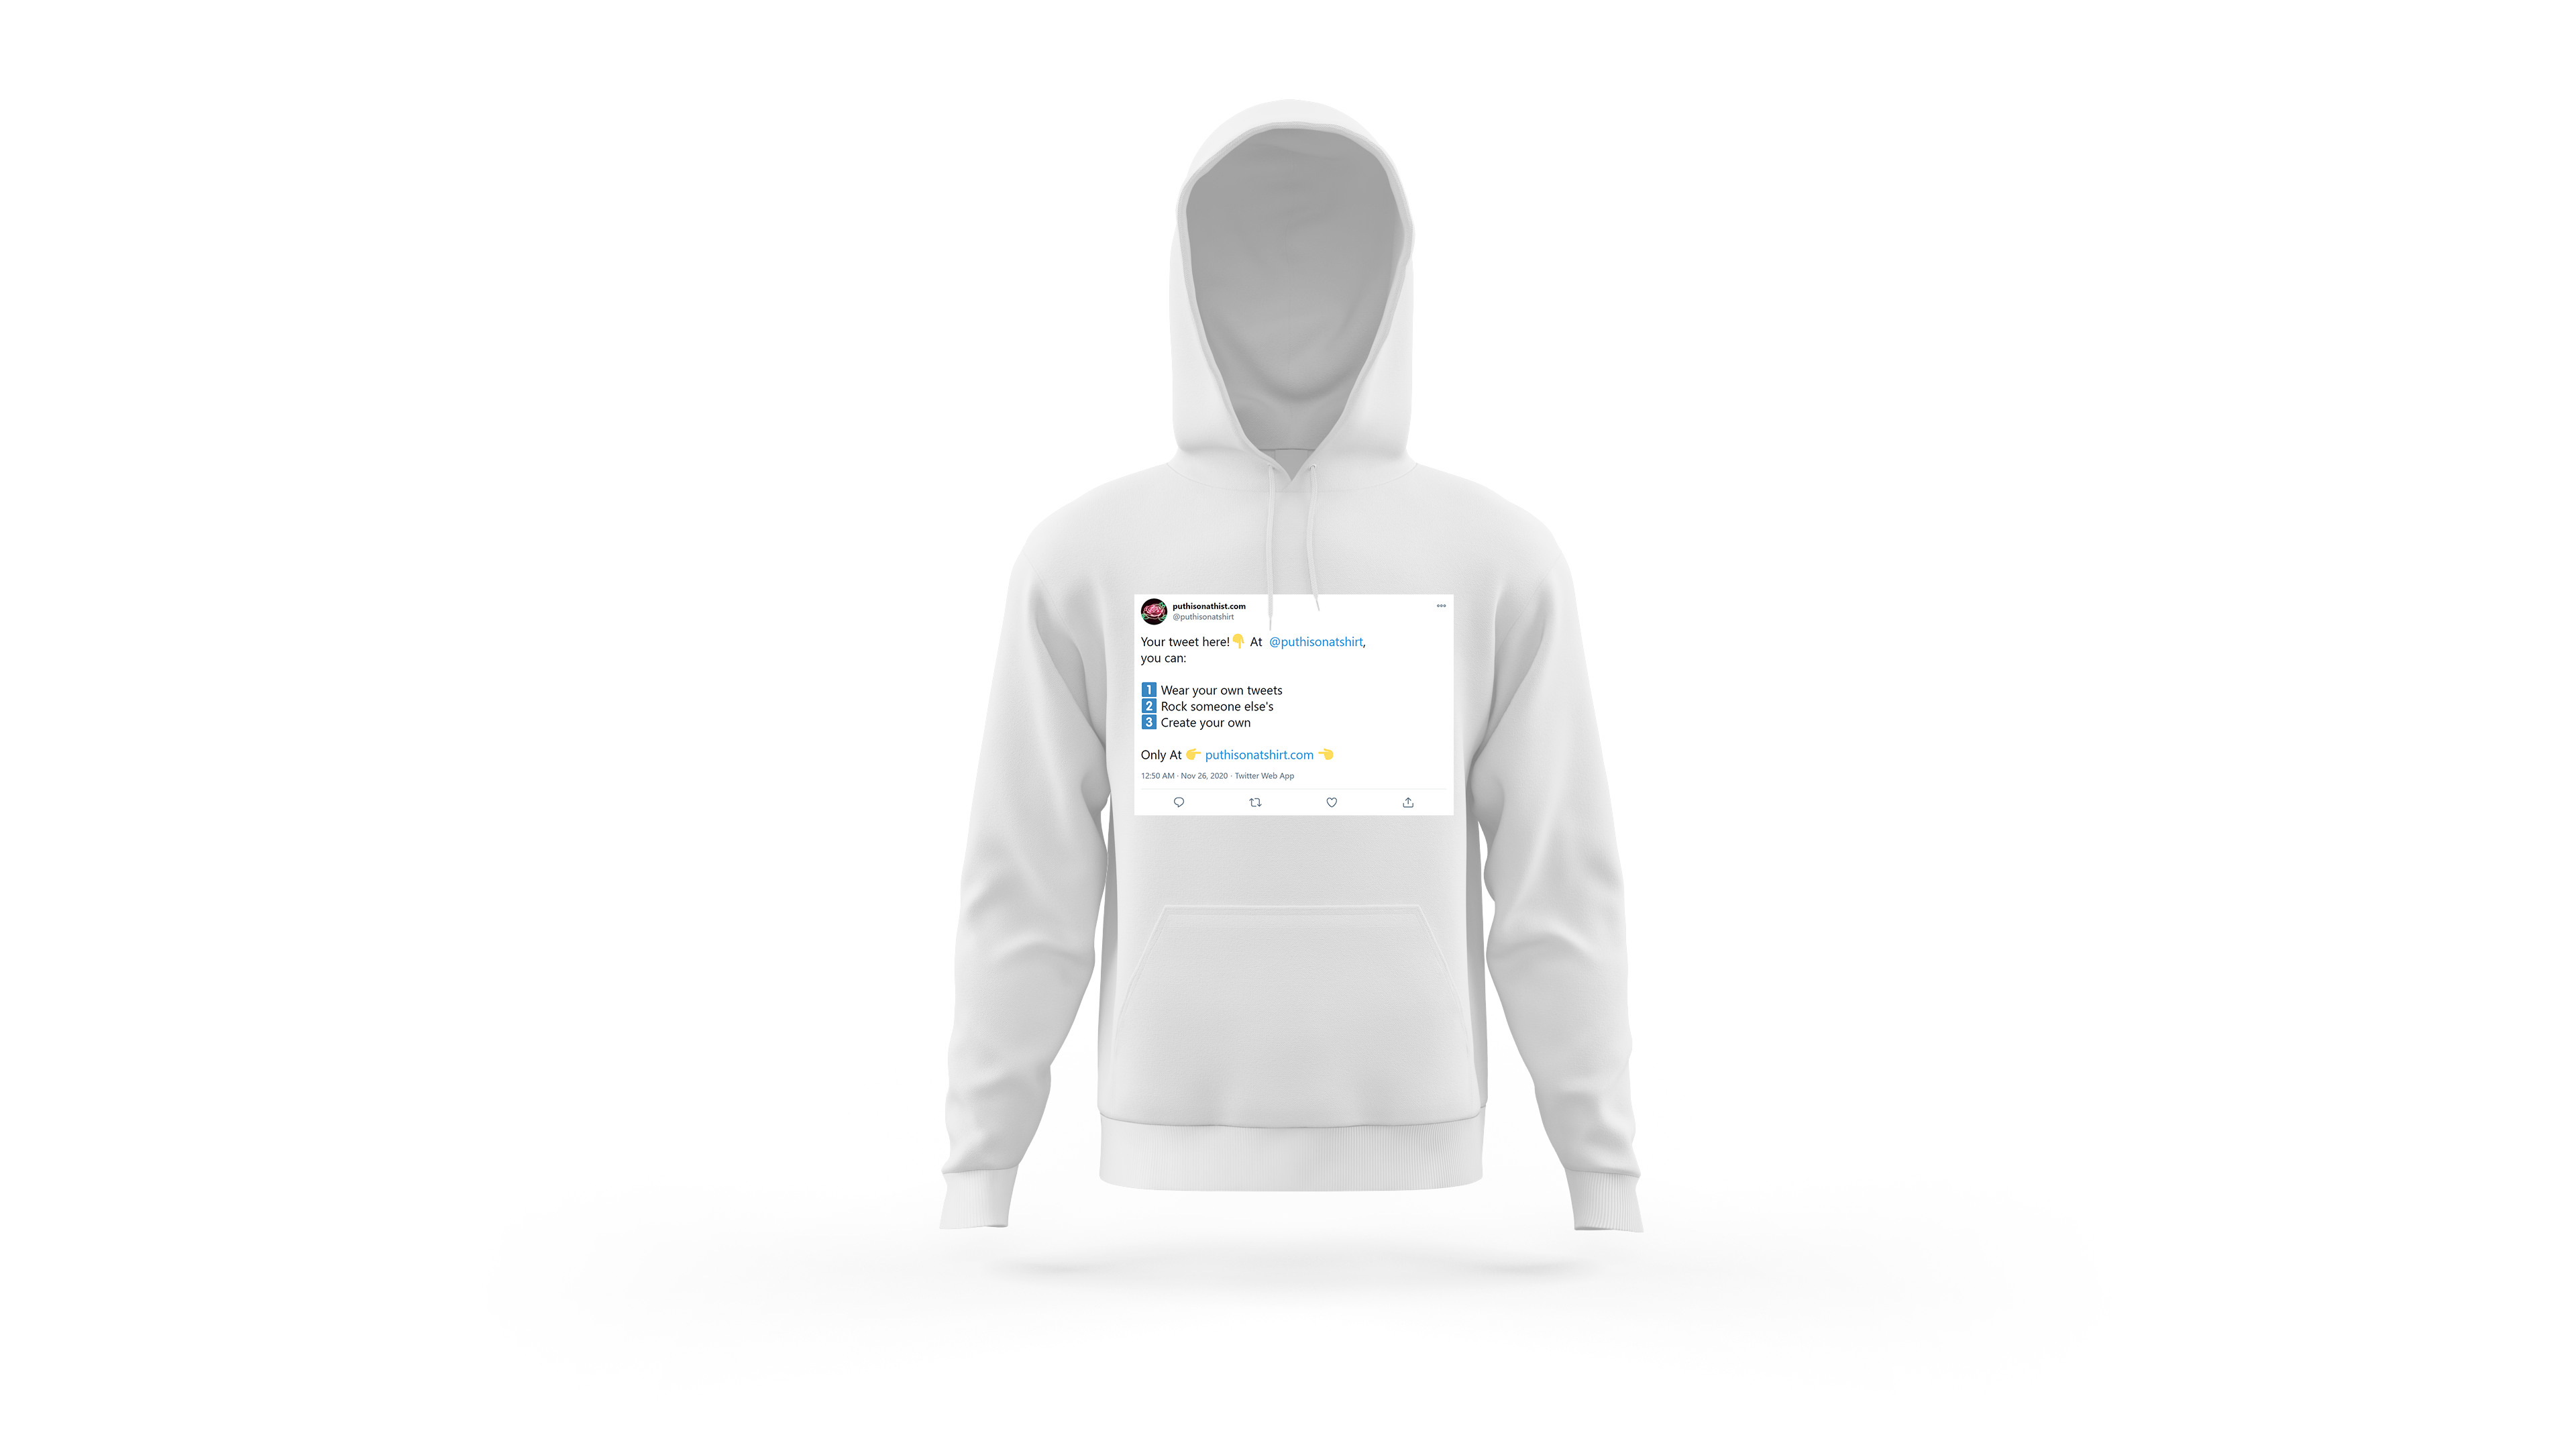 puthisonathist.com
@puthisonatshirt
Your tweet here!👇 At @puthisonatshirt,
you can:
1️⃣ Wear your own tweets
2️⃣ Rock someone else's
3️⃣ Create your own
Only At 👉 puthisonatshirt.com 👈
12:50 AM · Nov 26, 2020 · Twitter Web App